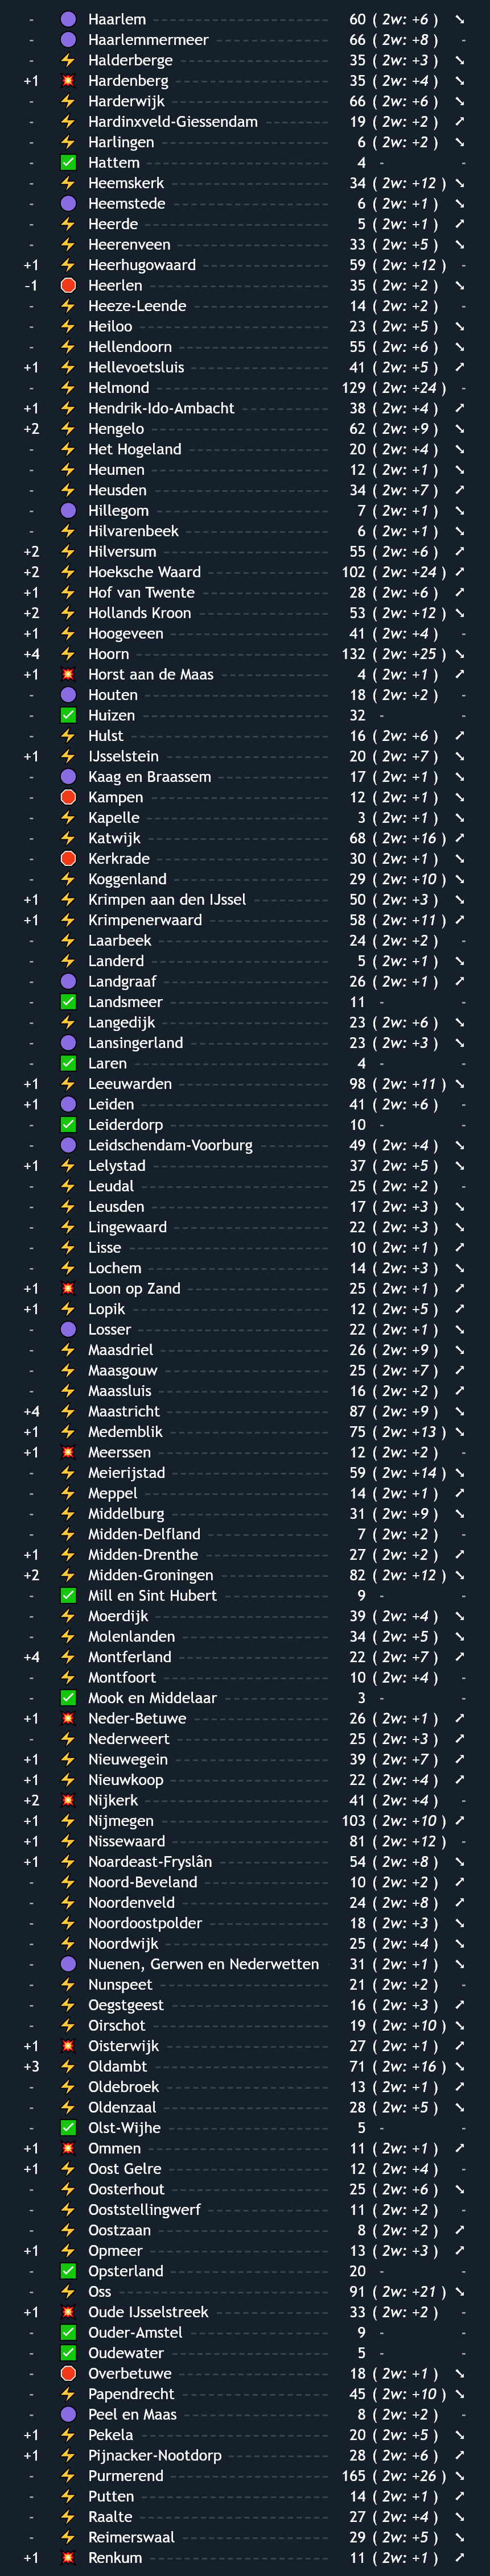 - Haarlem 60 ( 2w: +6 ) ↘
- Haarlemmermeer 66 ( 2w: +8 ) -
- Halderberge 35 ( 2w: +3 ) ↘
+1 Hardenberg 35 ( 2w: +4 ) ↘
- Harderwijk 66 ( 2w: +6 ) ↘
- Hardinxveld-Giessendam 19 ( 2w: +2 ) ↗
- Harlingen 6 ( 2w: +2 ) ↘
- Hattem 4 - -
- Heemskerk 34 ( 2w: +12 ) ↘
- Heemstede 6 ( 2w: +1 ) ↘
- Heerde 5 ( 2w: +1 ) ↗
- Heerenveen 33 ( 2w: +5 ) ↘
+1 Heerhugowaard 59 ( 2w: +12 ) -
-1 Heerlen 35 ( 2w: +2 ) ↘
- Heeze-Leende 14 ( 2w: +2 ) -
- Heiloo 23 ( 2w: +5 ) ↘
- Hellendoorn 55 ( 2w: +6 ) ↘
+1 Hellevoetsluis 41 ( 2w: +5 ) ↗
- Helmond 129 ( 2w: +24 ) -
+1 Hendrik-Ido-Ambacht 38 ( 2w: +4 ) ↗
+2 Hengelo 62 ( 2w: +9 ) ↘
- Het Hogeland 20 ( 2w: +4 ) ↘
- Heumen 12 ( 2w: +1 ) ↘
- Heusden 34 ( 2w: +7 ) ↗
- Hillegom 7 ( 2w: +1 ) ↘
- Hilvarenbeek 6 ( 2w: +1 ) ↘
+2 Hilversum 55 ( 2w: +6 ) ↗
+2 Hoeksche Waard 102 ( 2w: +24 ) ↗
+1 Hof van Twente 28 ( 2w: +6 ) ↗
+2 Hollands Kroon 53 ( 2w: +12 ) ↘
+1 Hoogeveen 41 ( 2w: +4 ) -
+4 Hoorn 132 ( 2w: +25 ) ↘
+1 Horst aan de Maas 4 ( 2w: +1 ) ↗
- Houten 18 ( 2w: +2 ) -
- Huizen 32 - -
- Hulst 16 ( 2w: +6 ) ↗
+1 IJsselstein 20 ( 2w: +7 ) ↘
- Kaag en Braassem 17 ( 2w: +1 ) ↘
- Kampen 12 ( 2w: +1 ) ↘
- Kapelle 3 ( 2w: +1 ) ↘
- Katwijk 68 ( 2w: +16 ) ↗
- Kerkrade 30 ( 2w: +1 ) ↘
- Koggenland 29 ( 2w: +10 ) ↘
+1 Krimpen aan den IJssel 50 ( 2w: +3 ) ↘
+1 Krimpenerwaard 58 ( 2w: +11 ) ↗
- Laarbeek 24 ( 2w: +2 ) -
- Landerd 5 ( 2w: +1 ) ↘
- Landgraaf 26 ( 2w: +1 ) ↗
- Landsmeer 11 - -
- Langedijk 23 ( 2w: +6 ) ↘
- Lansingerland 23 ( 2w: +3 ) ↘
- Laren 4 - -
+1 Leeuwarden 98 ( 2w: +11 ) ↘
+1 Leiden 41 ( 2w: +6 ) -
- Leiderdorp 10 - -
- Leidschendam-Voorburg 49 ( 2w: +4 ) ↘
+1 Lelystad 37 ( 2w: +5 ) ↘
- Leudal 25 ( 2w: +2 ) -
- Leusden 17 ( 2w: +3 ) ↘
- Lingewaard 22 ( 2w: +3 ) ↘
- Lisse 10 ( 2w: +1 ) ↗
- Lochem 14 ( 2w: +3 ) ↘
+1 Loon op Zand 25 ( 2w: +1 ) ↗
+1 Lopik 12 ( 2w: +5 ) ↗
- Losser 22 ( 2w: +1 ) ↘
- Maasdriel 26 ( 2w: +9 ) ↘
- Maasgouw 25 ( 2w: +7 ) ↗
- Maassluis 16 ( 2w: +2 ) ↗
+4 Maastricht 87 ( 2w: +9 ) ↘
+1 Medemblik 75 ( 2w: +13 ) ↘
+1 Meerssen 12 ( 2w: +2 ) -
- Meierijstad 59 ( 2w: +14 ) ↘
- Meppel 14 ( 2w: +1 ) ↗
- Middelburg 31 ( 2w: +9 ) ↘
- Midden-Delfland 7 ( 2w: +2 ) -
+1 Midden-Drenthe 27 ( 2w: +2 ) ↗
+2 Midden-Groningen 82 ( 2w: +12 ) ↘
- Mill en Sint Hubert 9 - -
- Moerdijk 39 ( 2w: +4 ) ↘
- Molenlanden 34 ( 2w: +5 ) ↘
+4 Montferland 22 ( 2w: +7 ) ↗
- Montfoort 10 ( 2w: +4 ) -
- Mook en Middelaar 3 - -
+1 Neder-Betuwe 26 ( 2w: +1 ) ↗
- Nederweert 25 ( 2w: +3 ) ↗
+1 Nieuwegein 39 ( 2w: +7 ) ↗
+1 Nieuwkoop 22 ( 2w: +4 ) ↗
+2 Nijkerk 41 ( 2w: +4 ) -
+1 Nijmegen 103 ( 2w: +10 ) ↗
+1 Nissewaard 81 ( 2w: +12 ) -
+1 Noardeast-Fryslân 54 ( 2w: +8 ) ↘
- Noord-Beveland 10 ( 2w: +2 ) ↗
- Noordenveld 24 ( 2w: +8 ) ↗
- Noordoostpolder 18 ( 2w: +3 ) ↘
- Noordwijk 25 ( 2w: +4 ) ↘
- Nuenen, Gerwen en Nederwetten 31 ( 2w: +1 ) ↘
- Nunspeet 21 ( 2w: +2 ) -
- Oegstgeest 16 ( 2w: +3 ) ↗
- Oirschot 19 ( 2w: +10 ) ↘
+1 Oisterwijk 27 ( 2w: +1 ) ↗
+3 Oldambt 71 ( 2w: +16 ) ↘
- Oldebroek 13 ( 2w: +1 ) ↗
- Oldenzaal 28 ( 2w: +5 ) ↘
- Olst-Wijhe 5 - -
+1 Ommen 11 ( 2w: +1 ) ↗
+1 Oost Gelre 12 ( 2w: +4 ) -
- Oosterhout 25 ( 2w: +6 ) ↘
- Ooststellingwerf 11 ( 2w: +2 ) -
- Oostzaan 8 ( 2w: +2 ) ↗
+1 Opmeer 13 ( 2w: +3 ) ↗
- Opsterland 20 - -
- Oss 91 ( 2w: +21 ) ↘
+1 Oude IJsselstreek 33 ( 2w: +2 ) -
- Ouder-Amstel 9 - -
- Oudewater 5 - -
- Overbetuwe 18 ( 2w: +1 ) ↘
- Papendrecht 45 ( 2w: +10 ) ↘
- Peel en Maas 8 ( 2w: +2 ) -
+1 Pekela 20 ( 2w: +5 ) ↘
+1 Pijnacker-Nootdorp 28 ( 2w: +6 ) ↗
- Purmerend 165 ( 2w: +26 ) ↘
- Putten 14 ( 2w: +1 ) ↗
- Raalte 27 ( 2w: +4 ) ↘
- Reimerswaal 29 ( 2w: +5 ) ↘
+1 Renkum 11 ( 2w: +1 ) ↗